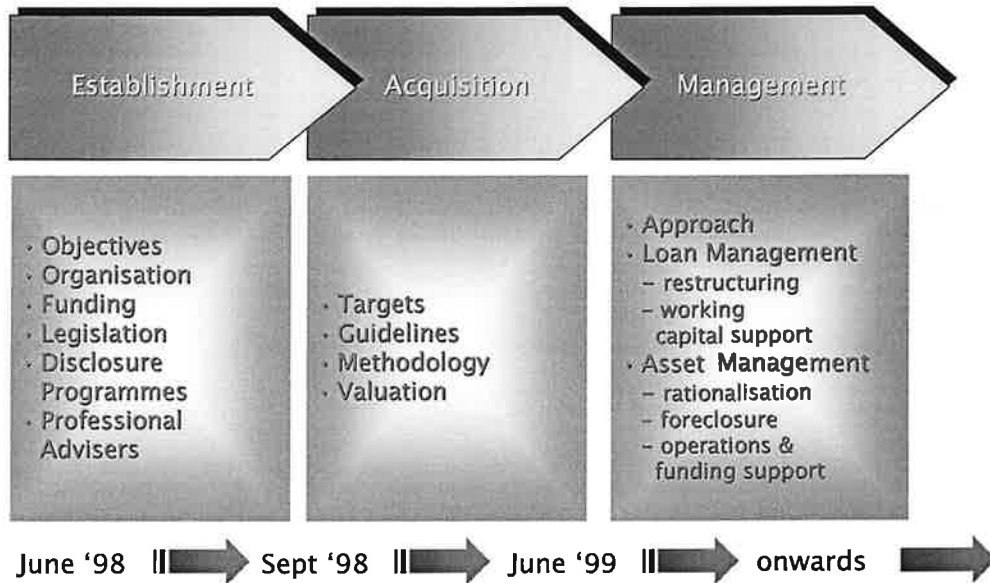 Establishment
Acquisition
Management
· Objectives
· Organisation
· Funding
· Legislation
· Disclosure
Programmes
· Professional
Advisers
· Targets
· Guidelines
· Methodology
· Valuation
· Approach
· Loan Management
– restructuring
– working
capital support
· Asset Management
– rationalisation
– foreclosure
– operations &
funding support
June ‘98
Sept ‘98
June ‘99
onwards